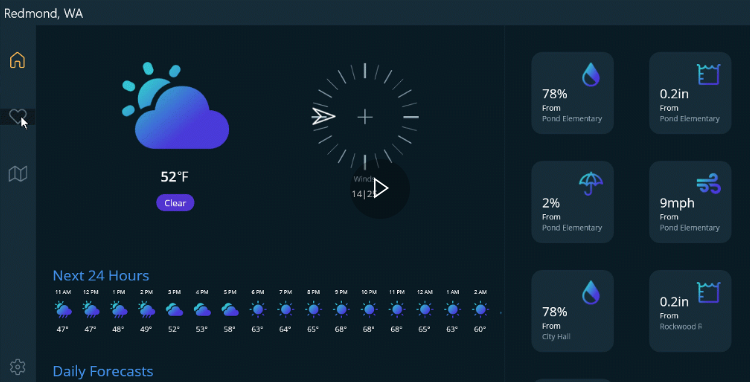 Redmond, WA
52°F
Clear
Wind
14|25
Next 24 Hours
11 AM 12 PM 1 PM 2 PM 3 PM 4 PM 5 PM 6 PM 7 PM 8 PM 9 PM 10 PM 11 PM 12 AM 1 AM 2 AM
47° 47° 48° 49° 52° 53° 58° 63° 64° 65° 68° 68° 68° 65° 63° 60°
Daily Forecasts
78%
From
Pond Elementary
0.2in
From
Pond Elementary
2%
From
Pond Elementary
9mph
From
Pond Elementary
78%
From
City Hall
0.2in
From
Rockwood